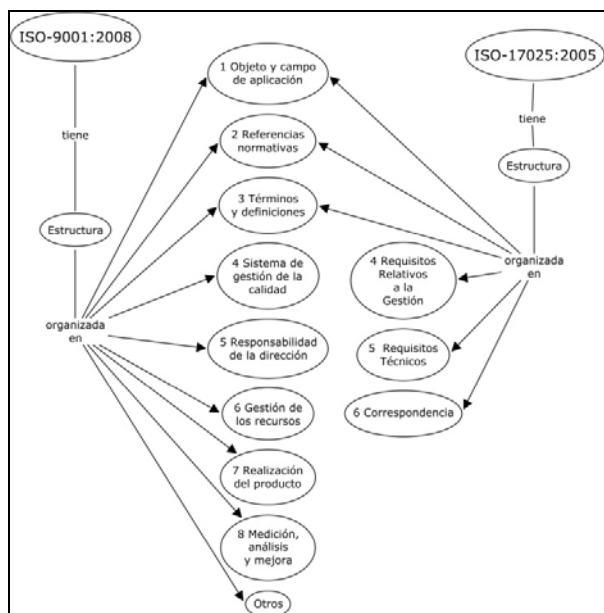 ISO-9001:2008
ISO-17025:2005
1 Objeto y campo
de aplicación
tiene
tiene
2 Referencias
normativas
Estructura
3 Términos
y definiciones
Estructura
4 Sistema de
gestión de la
calidad
4 Requisitos
Relativos
a la
Gestión
organizada
en
organizada
en
5 Responsabilidad
de la dirección
5 Requisitos
Técnicos
6 Gestión de
los recursos
6 Correspondencia
7 Realización
del producto
8 Medición,
análisis
y mejora
Otros